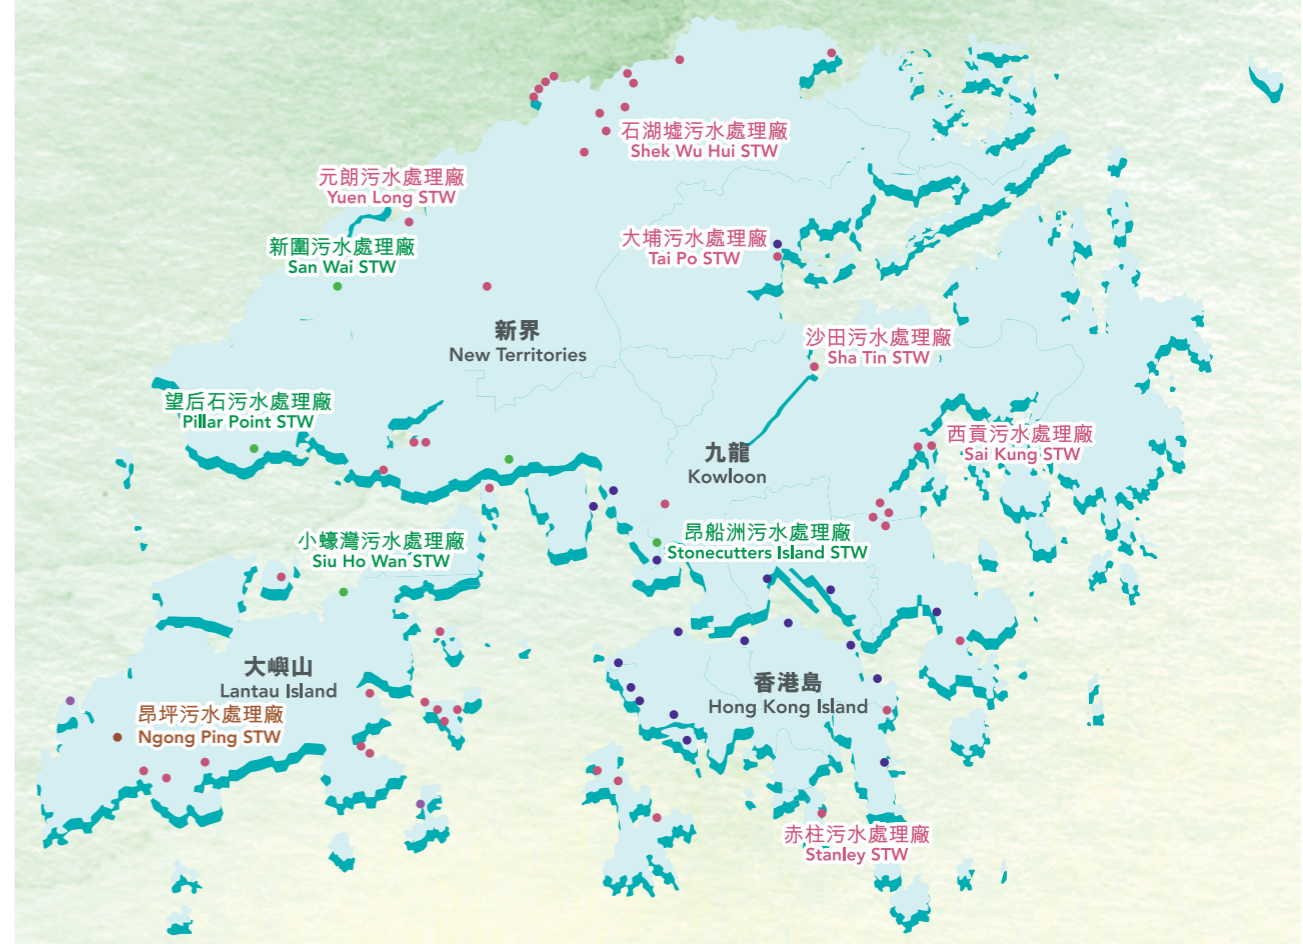 石湖墟污水處理廠
Shek Wu Hui STW
元朗污水處理廠
Yuen Long STW
新圍污水處理廠
San Wai STW
大埔污水處理廠
Tai Po STW
新界
New Territories
沙田污水處理廠
Sha Tin STW
望后石污水處理廠
Pillar Point STW
九龍
Kowloon
西貢污水處理廠
Sai Kung STW
小蠔灣污水處理廠
Siu Ho Wan STW
昂船洲污水處理廠
Stonecutters Island STW
大嶼山
Lantau Island
香港島
Hong Kong Island
昂坪污水處理廠
Ngong Ping STW
赤柱污水處理廠
Stanley STW